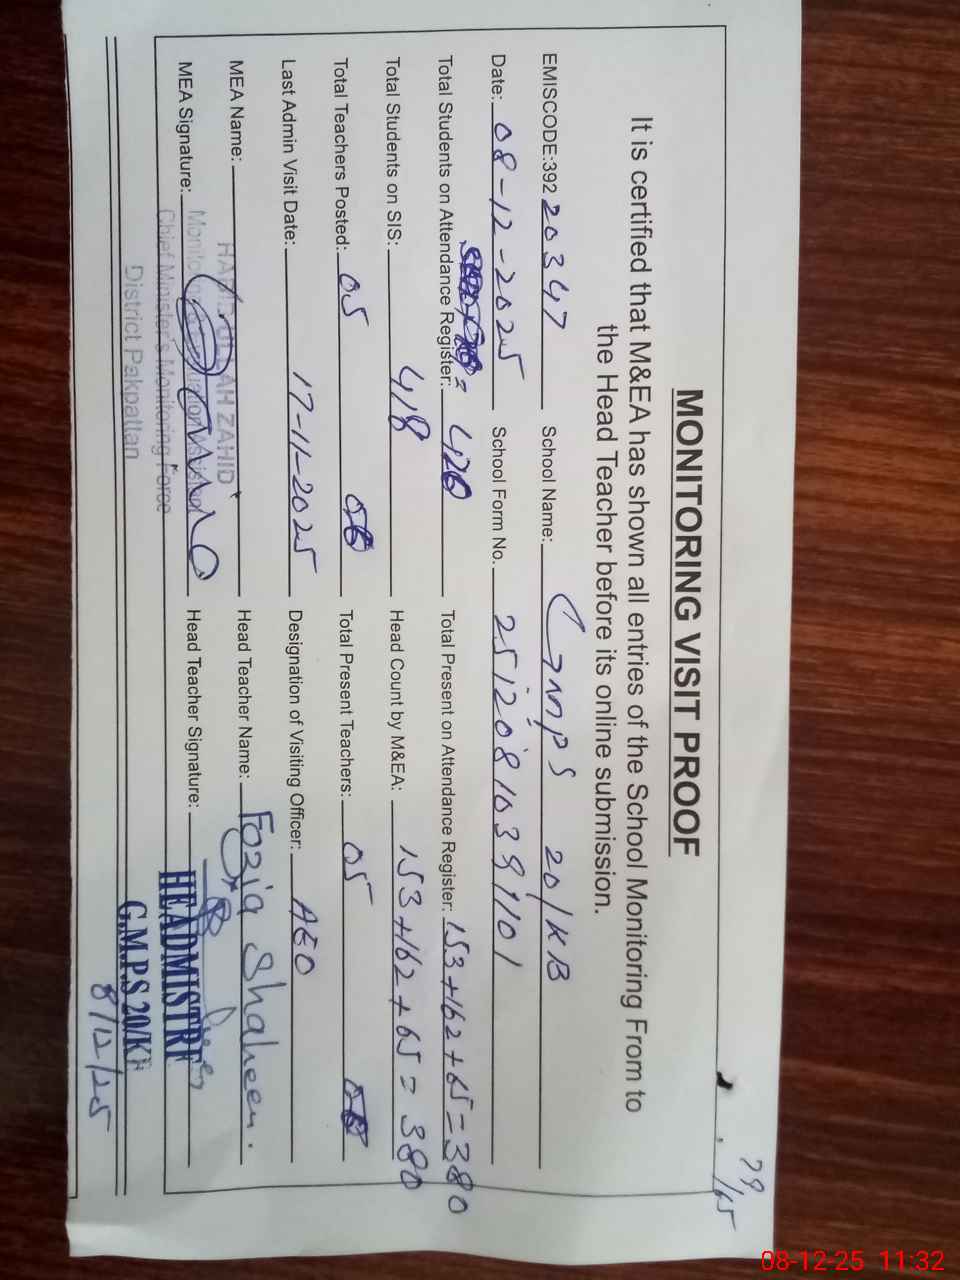 79/65
MONITORING VISIT PROOF
It is certified that M&EA has shown all entries of the School Monitoring From to
the Head Teacher before its online submission.
EMISCODE:392 20347 School Name: GMPS 20/KB
Date: 08-12-2025 School Form No. 2512081039101
Total Students on Attendance Register: = 420 Total Present on Attendance Register: 153+162+65=380
Total Students on SIS: 418 Head Count by M&EA: 153+162+65=380
Total Teachers Posted: 05 Total Present Teachers: 05
Last Admin Visit Date: 17-11-2025 Designation of Visiting Officer: AEO
MEA Name: ZAHID Head Teacher Name: Fozia Shaheen.
MEA Signature: Head Teacher Signature:
Chief Minister's Monitoring Force
District Pakpattan
HEADMISTRE
G.M.P.S 20/KB
8/12/25
08-12-25 11:32